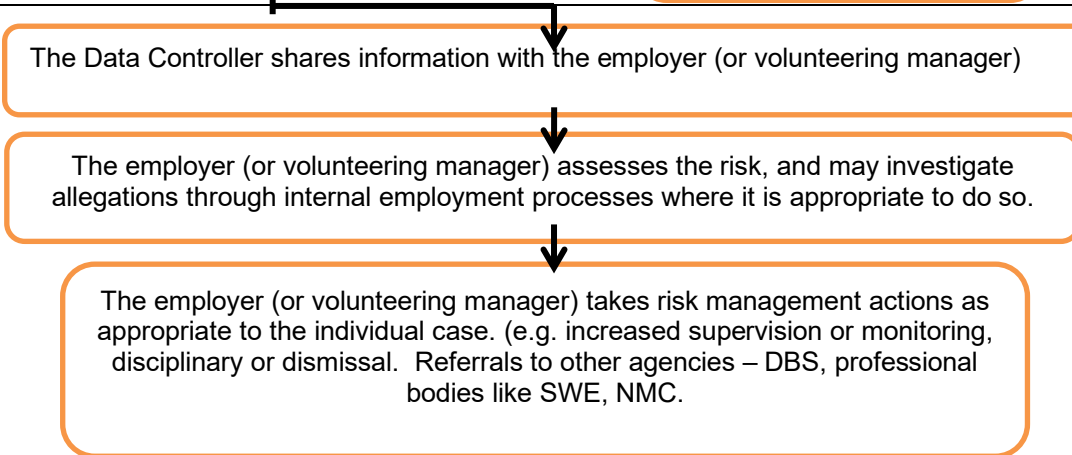 The Data Controller shares information with the employer (or volunteering manager)
The employer (or volunteering manager) assesses the risk, and may investigate
allegations through internal employment processes where it is appropriate to do so.
The employer (or volunteering manager) takes risk management actions as
appropriate to the individual case. (e.g. increased supervision or monitoring,
disciplinary or dismissal.  Referrals to other agencies – DBS, professional
bodies like SWE, NMC.